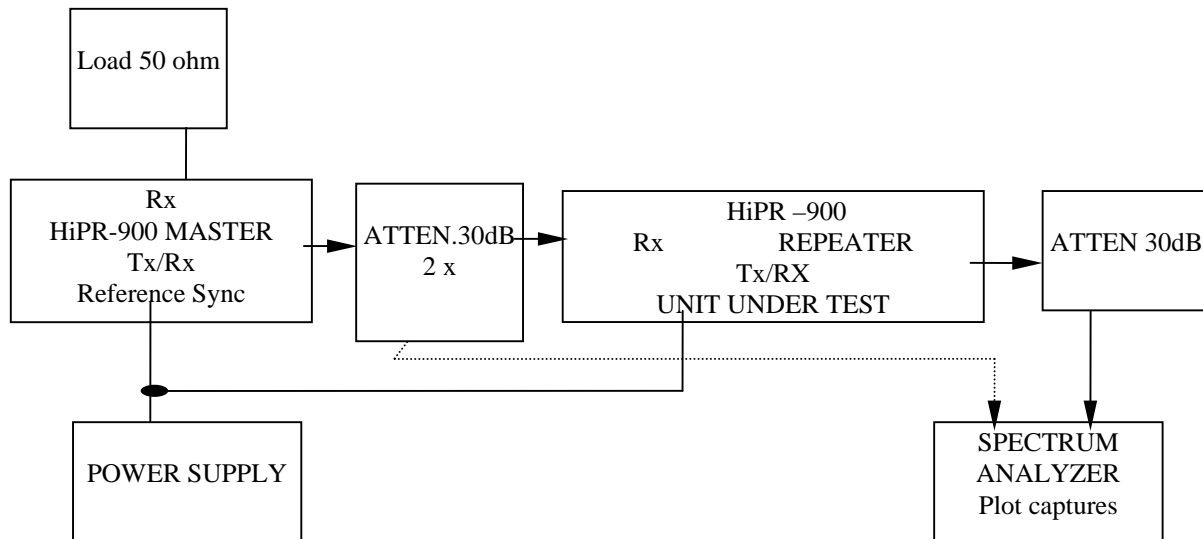 Load 50 ohm
Rx
HiPR-900 MASTER
Tx/Rx
Reference Sync
ATTEN.30dB
2 x
HiPR –900
Rx REPEATER
Tx/RX
UNIT UNDER TEST
ATTEN 30dB
POWER SUPPLY
SPECTRUM
ANALYZER
Plot captures